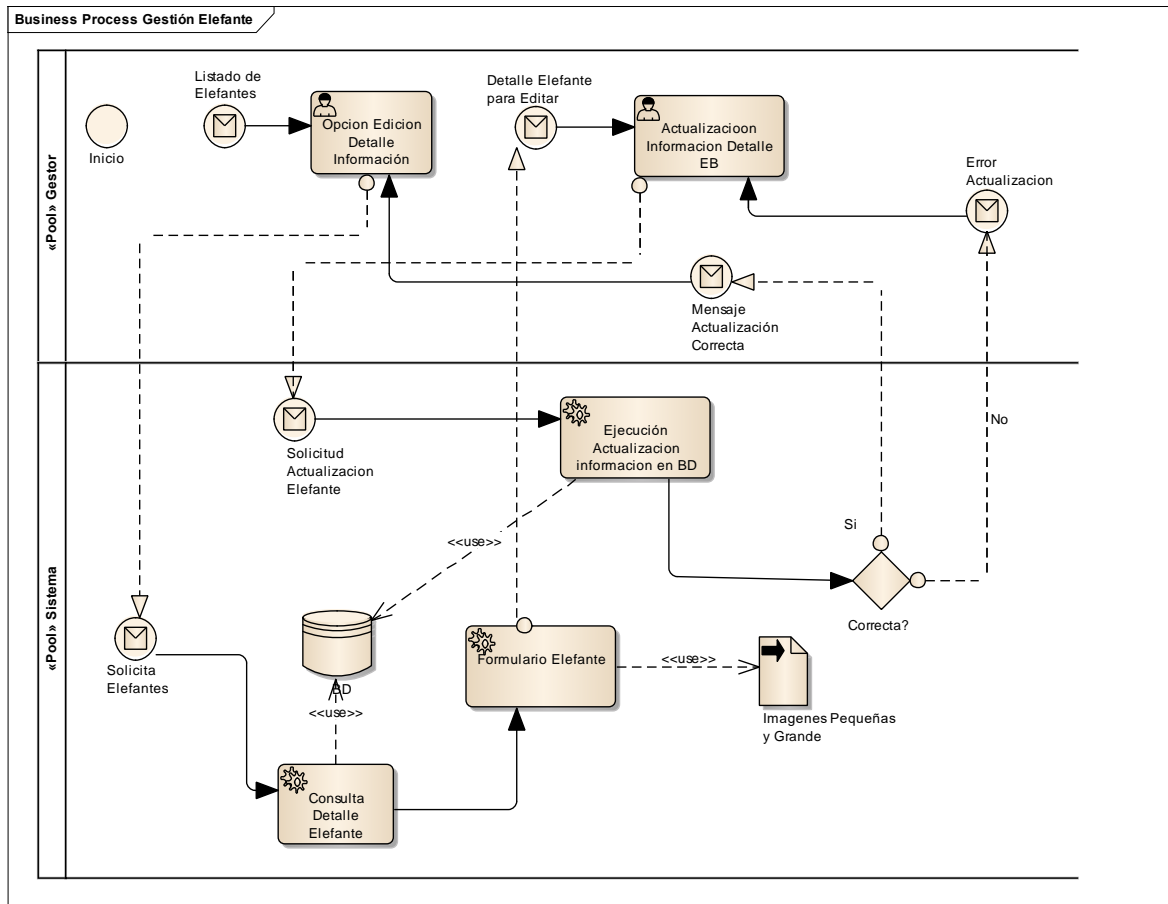 Business Process Gestión Elefante
«Pool» Gestor
Inicio
Listado de
Elefantes
Opcion Edicion
Detalle
Información
Detalle Elefante
para Editar
Actualizacioon
Informacion Detalle
EB
Error
Actualizacion
Mensaje
Actualización
Correcta
«Pool» Sistema
Solicitud
Actualizacion
Elefante
Ejecución
Actualizacion
informacion en BD
No
Si
Correcta?
<<use>>
Solicita
Elefantes
BD
<<use>>
Formulario Elefante
<<use>>
Imagenes Pequeñas
y Grande
Consulta
Detalle
Elefante